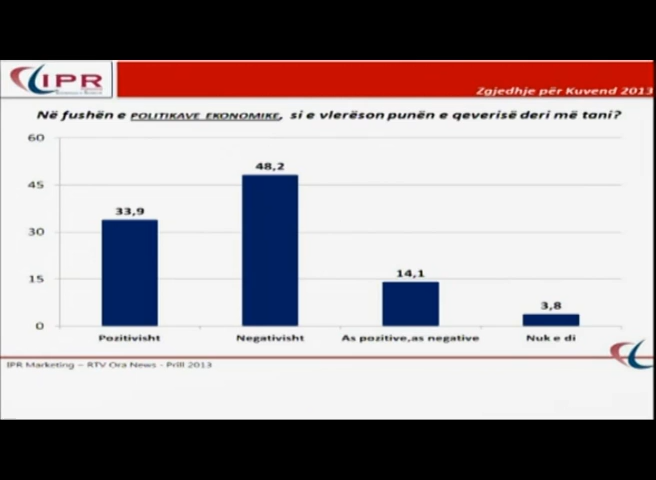 IPR
Zgjedhje për Kuvend 2013
Në fushën e POLITIKAVE EKONOMIKE, si e vlerëson punën e qeverisë deri më tani?
60
45
30
15
0
33,9
48,2
14,1
3,8
Pozitivisht
Negativisht
As pozitive,as negative
Nuk e di
IPR Marketing – RTV Ora News - Prill 2013